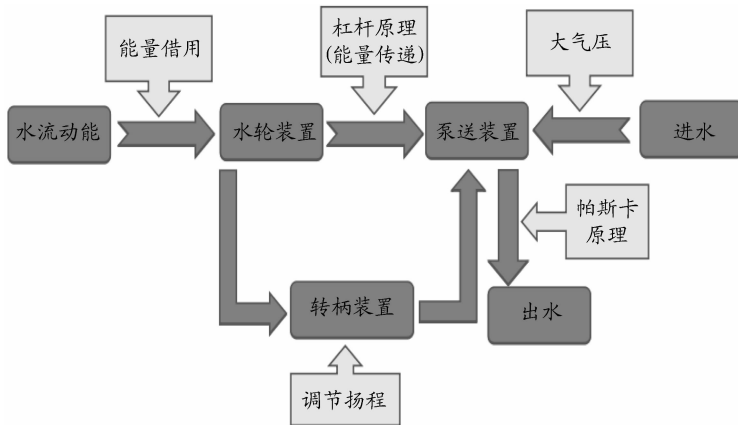 能量借用
杠杆原理
(能量传递)
大气压
水流动能
水轮装置
泵送装置
进水
帕斯卡
原理
转柄装置
出水
调节扬程